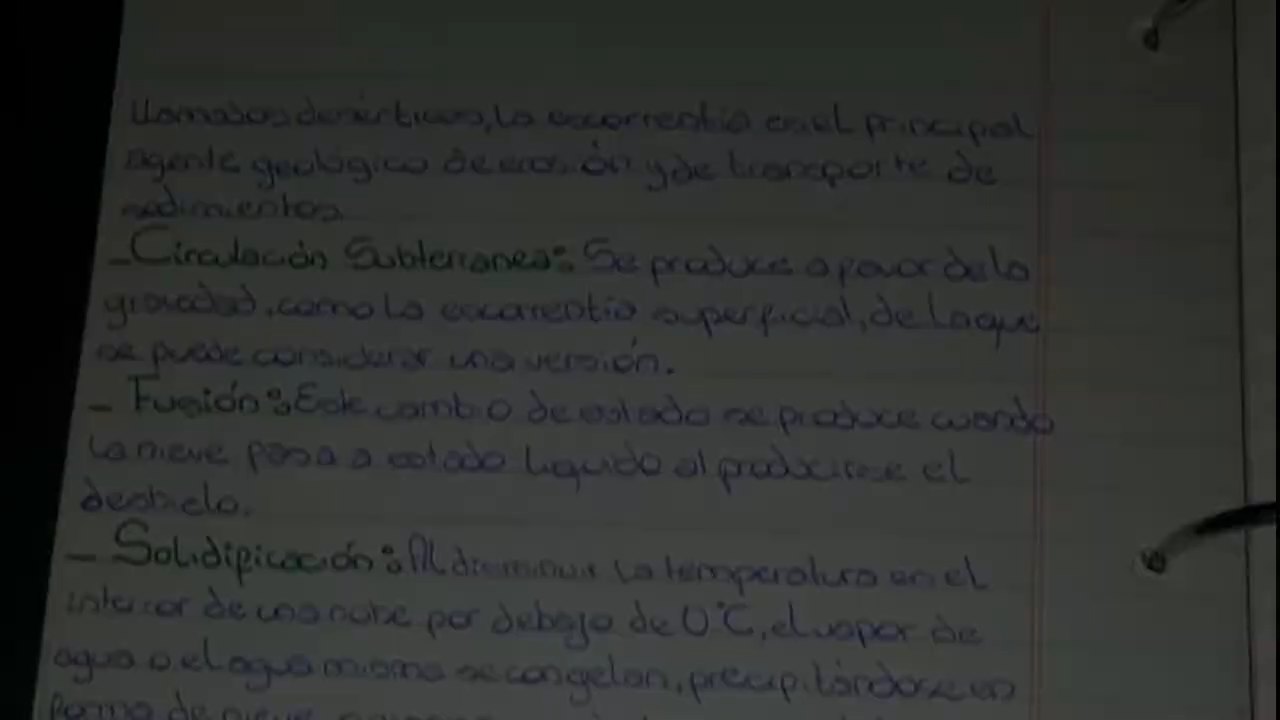 llamados desérticos, la escorrentía es el principal
agente geológico de erosión y de transporte de
sedimentos
- Circulación Subterranea: Se produce a favor de la
gravedad, como la escorrentía superficial, de la que
se puede considerar una versión.
- Fusión: Este cambio de estado se produce cuando
la nieve pasa a estado líquido al producirse el
deshielo.
- Solidificación: Al disminuir la temperatura en el
interior de una nube por debajo de 0°C, el vapor de
agua o el agua misma se congelan, precipitándose en
forma de nieve